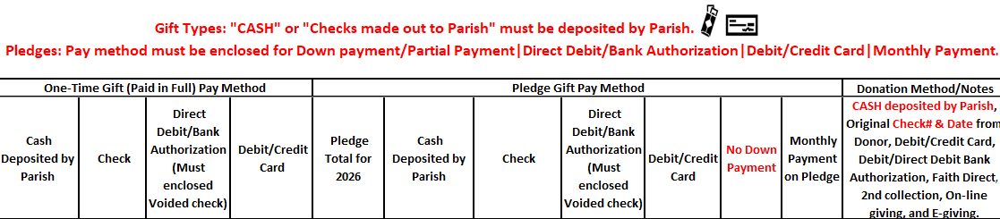 Gift Types: "CASH" or "Checks made out to Parish" must be deposited by Parish.
Pledges: Pay method must be enclosed for Down payment/Partial Payment|Direct Debit/Bank Authorization|Debit/Credit Card|Monthly Payment.
One-Time Gift (Paid in Full) Pay Method
Pledge Gift Pay Method
Donation Method/Notes
Cash
Deposited by
Parish
Check
Direct
Debit/Bank
Authorization
(Must
enclosed
Voided check)
Debit/Credit
Card
Pledge
Total for
2026
Cash
Deposited by
Parish
Check
Direct
Debit/Bank
Authorization
(Must
enclosed
Voided check)
Debit/Credit
Card
No Down
Payment
Monthly
Payment
on Pledge
CASH deposited by Parish,
Original Check# & Date from
Donor, Debit/Credit Card,
Debit/Direct Debit Bank
Authorization, Faith Direct,
2nd collection, On-line
giving, and E-giving.